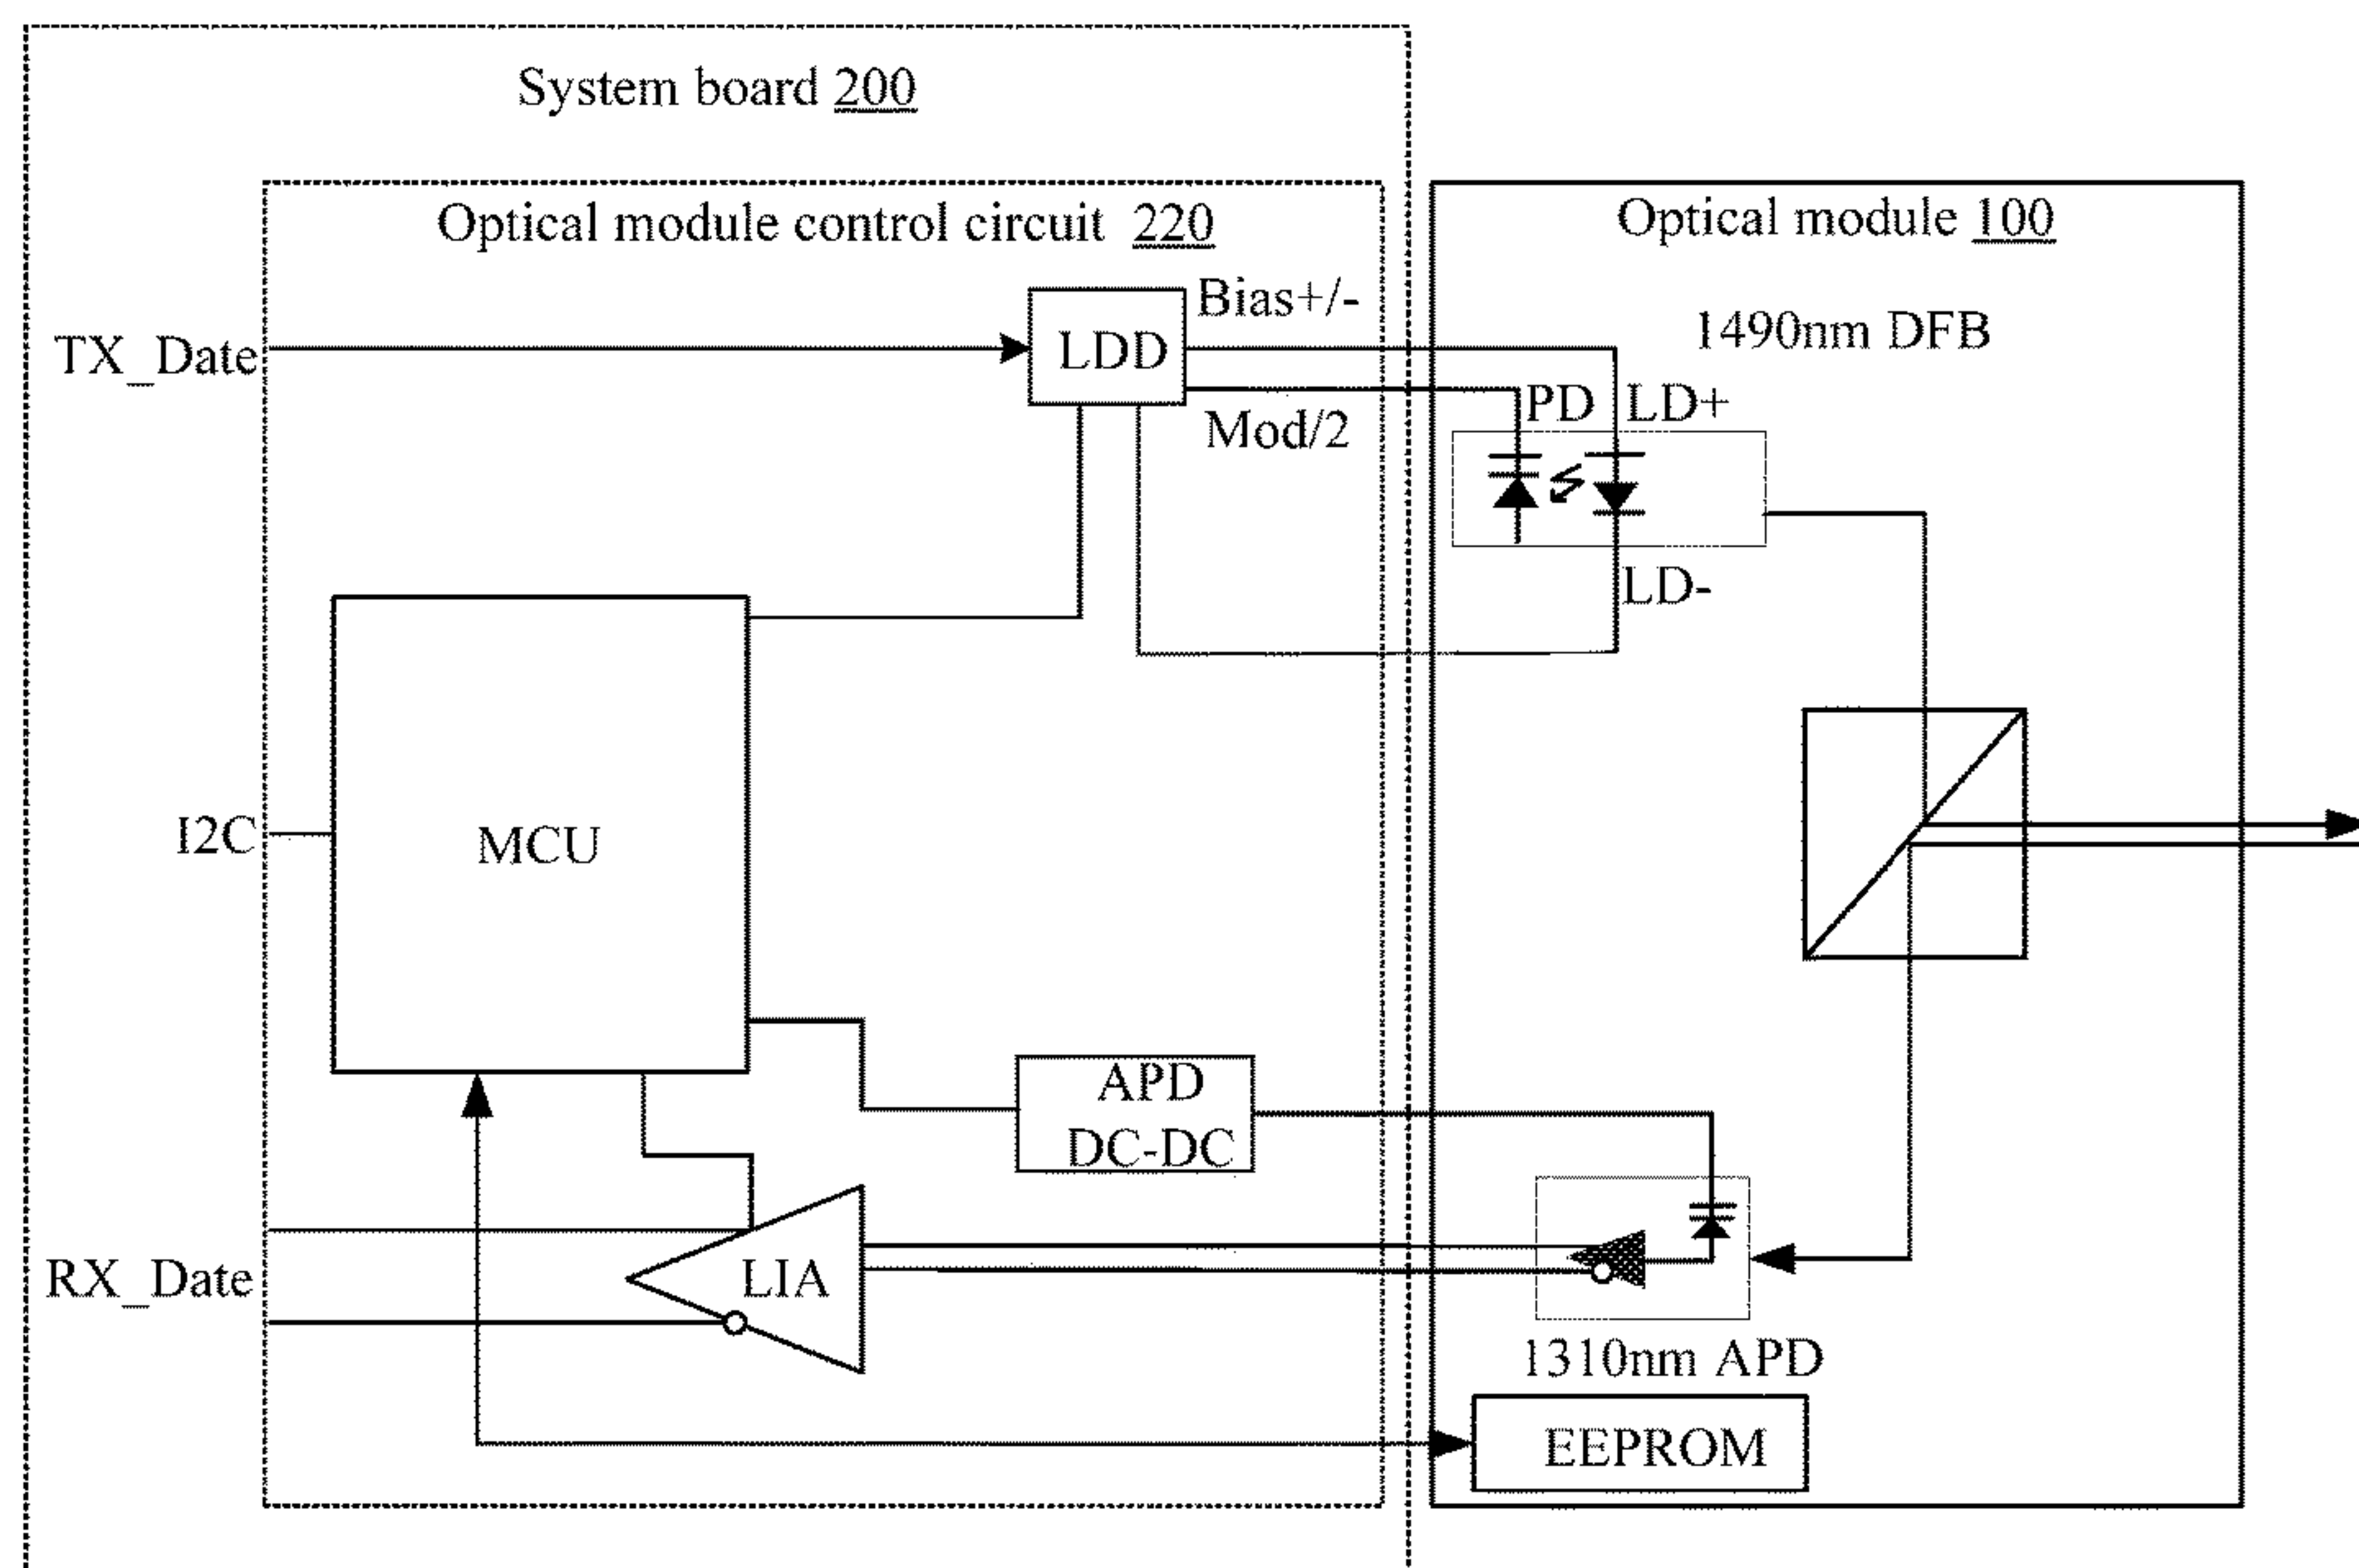 System board 200
Optical module control circuit 220
Optical module 100
Bias+/-
1490nm DFB
TX_Date
LDD
Mod/2
PD
LD+
LD-
I2C
MCU
APD
DC-DC
RX_Date
LIA
1310nm APD
EEPROM